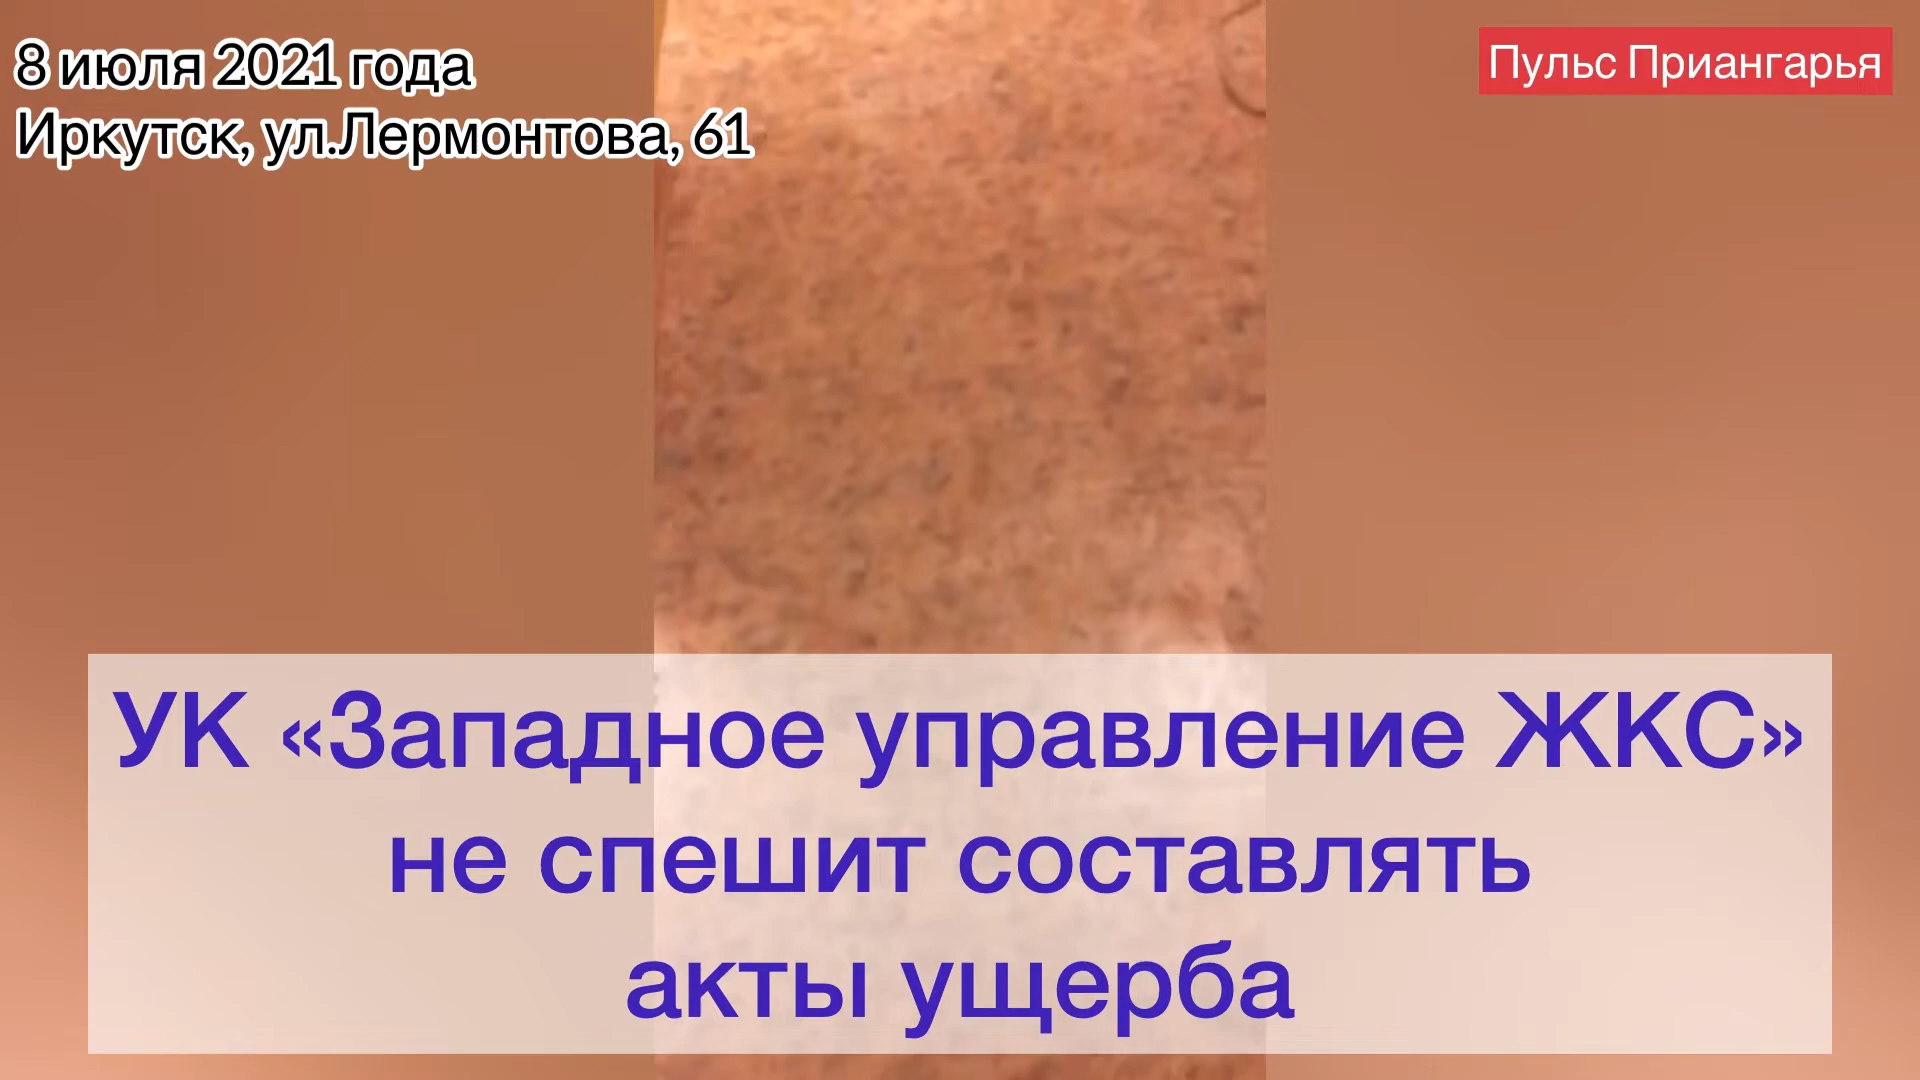 8 июля 2021 года
Иркутск, ул.Лермонтова, 61
Пульс Приангарья
УК «Западное управление ЖКС»
не спешит составлять
акты ущерба